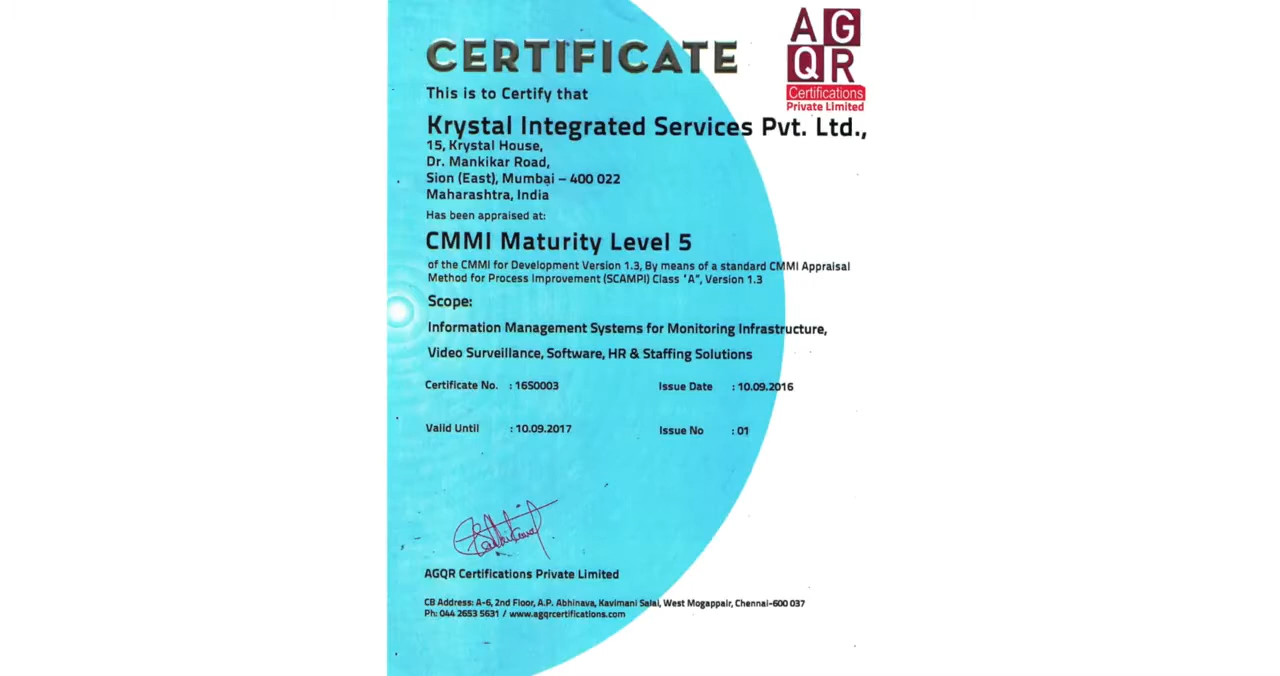 CERTIFICATE
A G
Q R
Certifications
Private Limited
This is to Certify that
Krystal Integrated Services Pvt. Ltd.,
15, Krystal House,
Dr. Mankikar Road,
Sion (East), Mumbai – 400 022
Maharashtra, India
Has been appraised at:
CMMI Maturity Level 5
of the CMMI for Development Version 1.3, By means of a standard CMMI Appraisal
Method for Process Improvement (SCAMPI) Class "A", Version 1.3
Scope:
Information Management Systems for Monitoring Infrastructure,
Video Surveillance, Software, HR & Staffing Solutions
Certificate No. : 16S0003 Issue Date : 10.09.2016
Valid Until : 10.09.2017 Issue No : 01
AGQR Certifications Private Limited
CB Address: A-6, 2nd Floor, A.P. Abhinava, Kavimani Salai, West Mogappair, Chennai-600 037
Ph: 044 2653 5631 / www.agqrcertifications.com